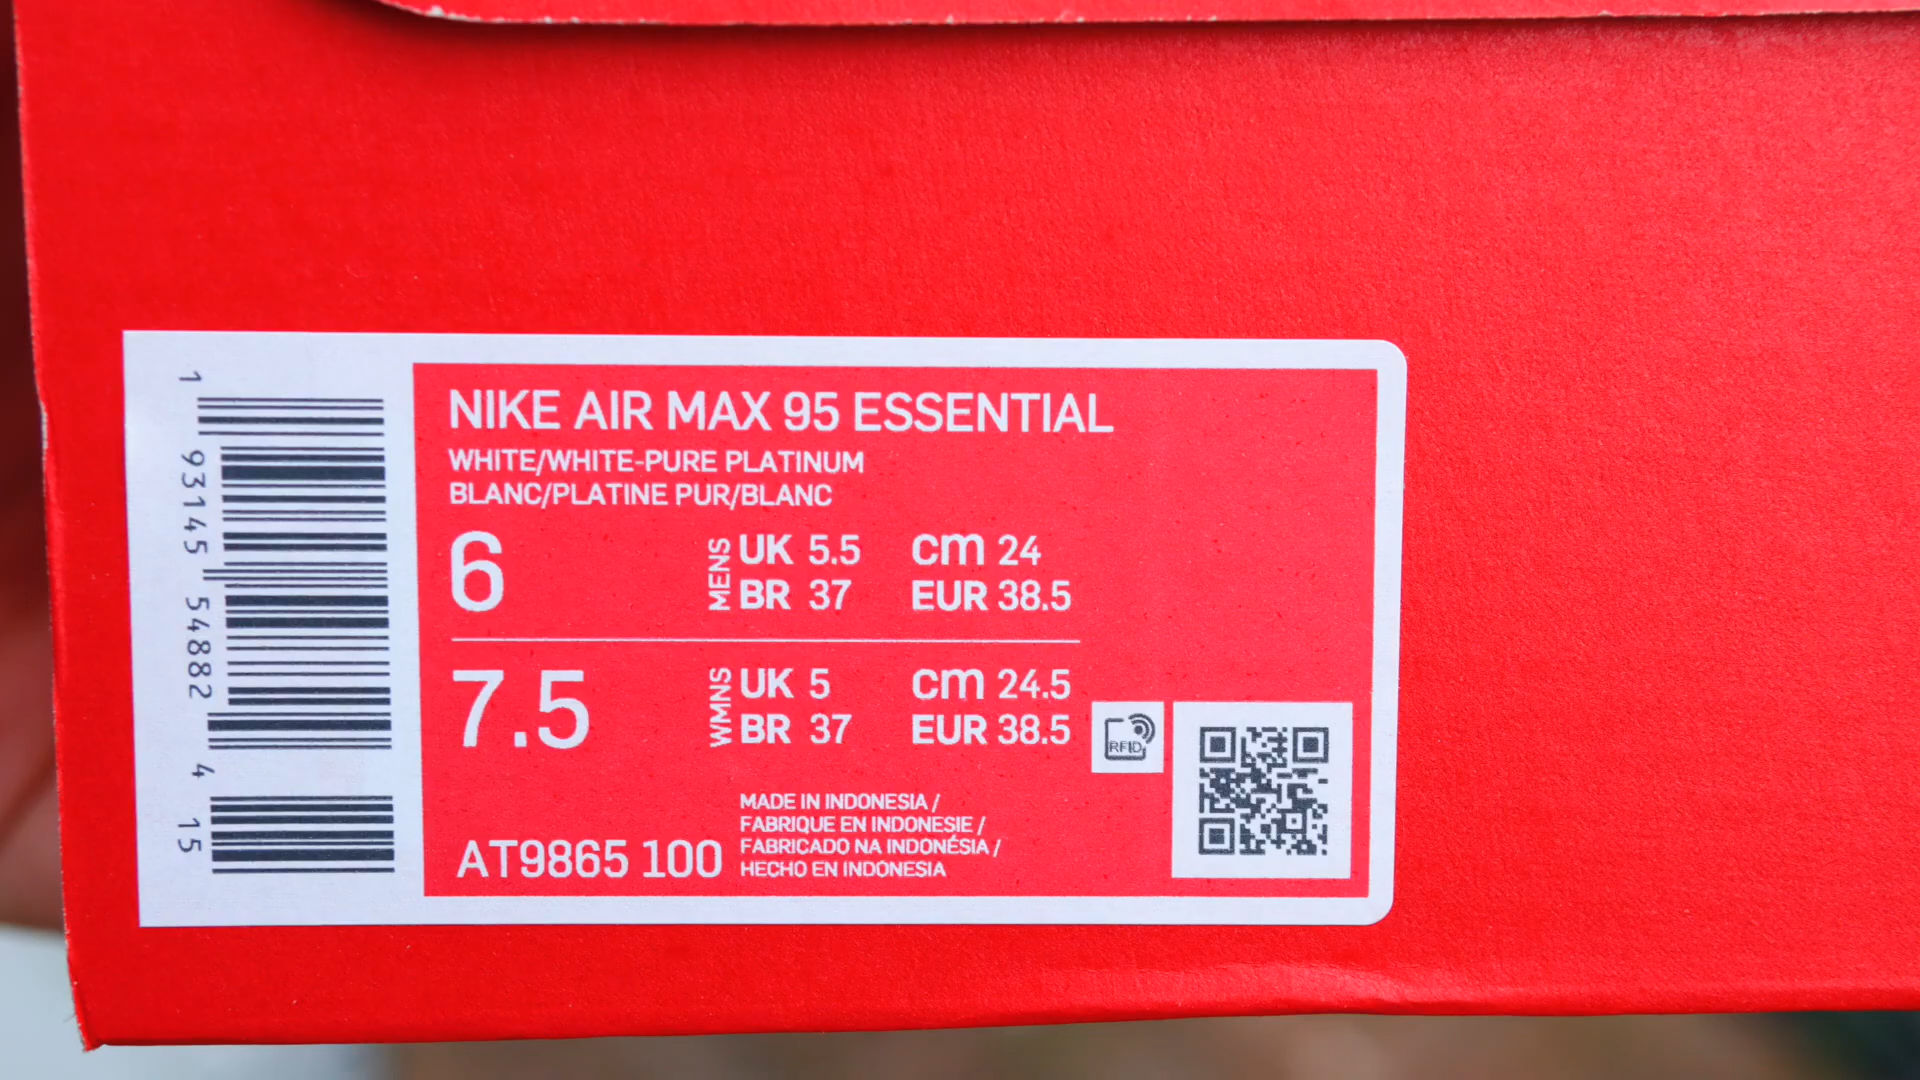 1 93145 54882 4 15
NIKE AIR MAX 95 ESSENTIAL
WHITE/WHITE-PURE PLATINUM
BLANC/PLATINE PUR/BLANC
6 MENS UK 5.5 cm 24
BR 37 EUR 38.5
7.5 WMNS UK 5 cm 24.5
BR 37 EUR 38.5
RFID
AT9865 100
MADE IN INDONESIA /
FABRIQUE EN INDONESIE /
FABRICADO NA INDONÉSIA /
HECHO EN INDONESIA